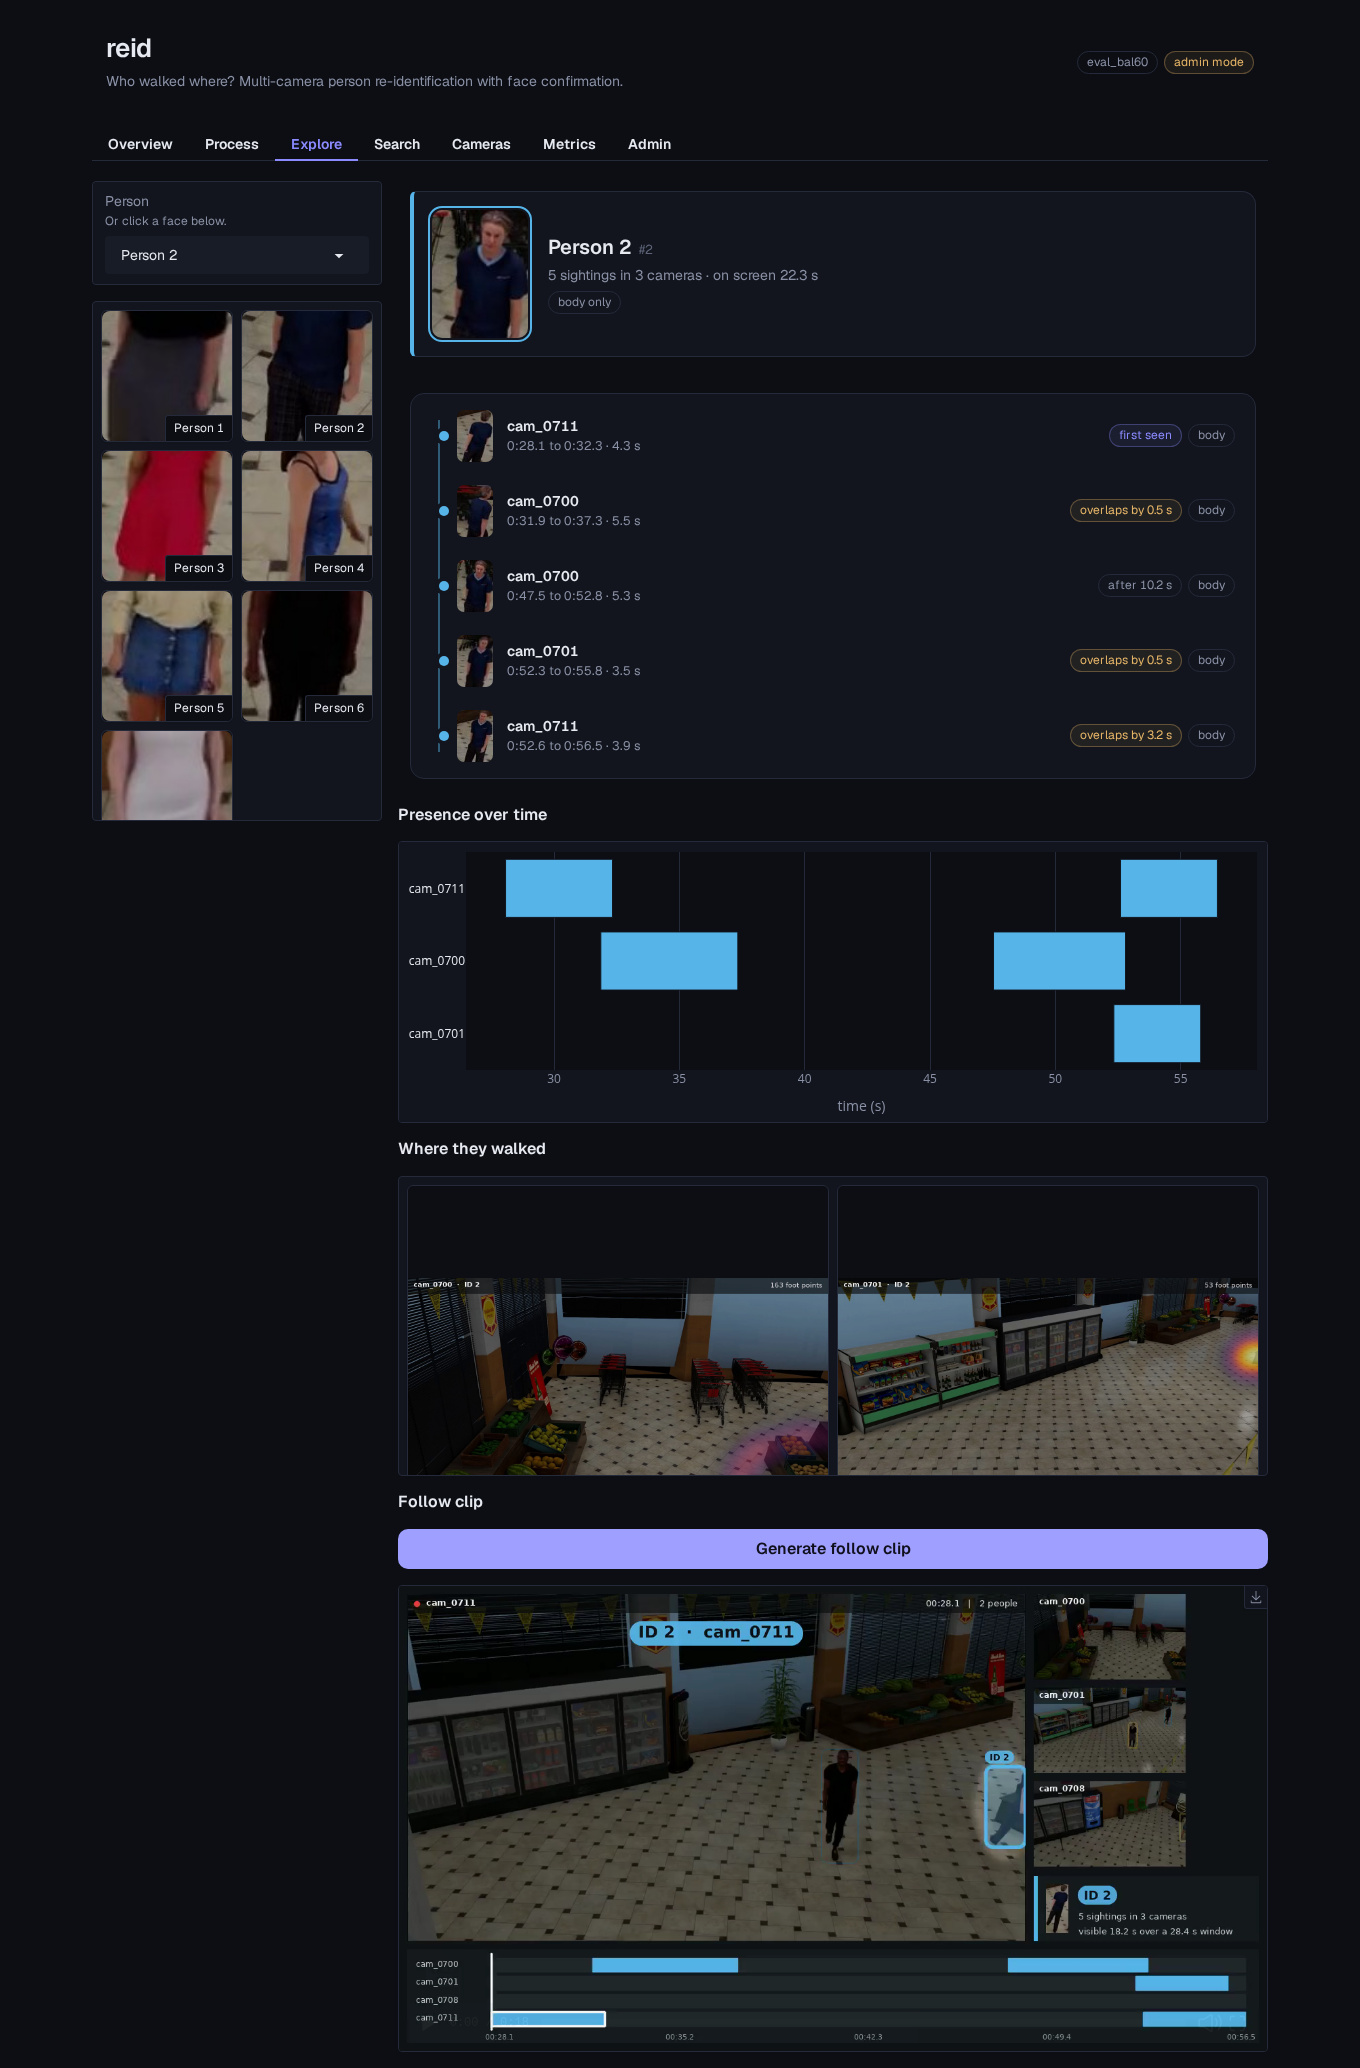 reid
Who walked where? Multi-camera person re-identification with face confirmation.
eval_bal60
admin mode
Overview
Process
Explore
Search
Cameras
Metrics
Admin
Person
Or click a face below.
Person 2
Person 1
Person 2
Person 3
Person 4
Person 5
Person 6
Person 2 #2
5 sightings in 3 cameras · on screen 22.3 s
body only
cam_0711
0:28.1 to 0:32.3 · 4.3 s
first seen
body
cam_0700
0:31.9 to 0:37.3 · 5.5 s
overlaps by 0.5 s
body
cam_0700
0:47.5 to 0:52.8 · 5.3 s
after 10.2 s
body
cam_0701
0:52.3 to 0:55.8 · 3.5 s
overlaps by 0.5 s
body
cam_0711
0:52.6 to 0:56.5 · 3.9 s
overlaps by 3.2 s
body
Presence over time
cam_0711
cam_0700
cam_0701
30 35 40 45 50 55
time (s)
Where they walked
cam_0700 · ID 2
163 foot points
cam_0701 · ID 2
53 foot points
Follow clip
Generate follow clip
cam_0711
00:28.1 | 2 people
ID 2 · cam_0711
ID 2
cam_0700
cam_0701
cam_0708
ID 2
5 sightings in 3 cameras
visible 18.2 s over a 28.4 s window
cam_0700
cam_0701
cam_0708
cam_0711
00:28.1 00:35.2 00:42.3 00:49.4 00:56.5